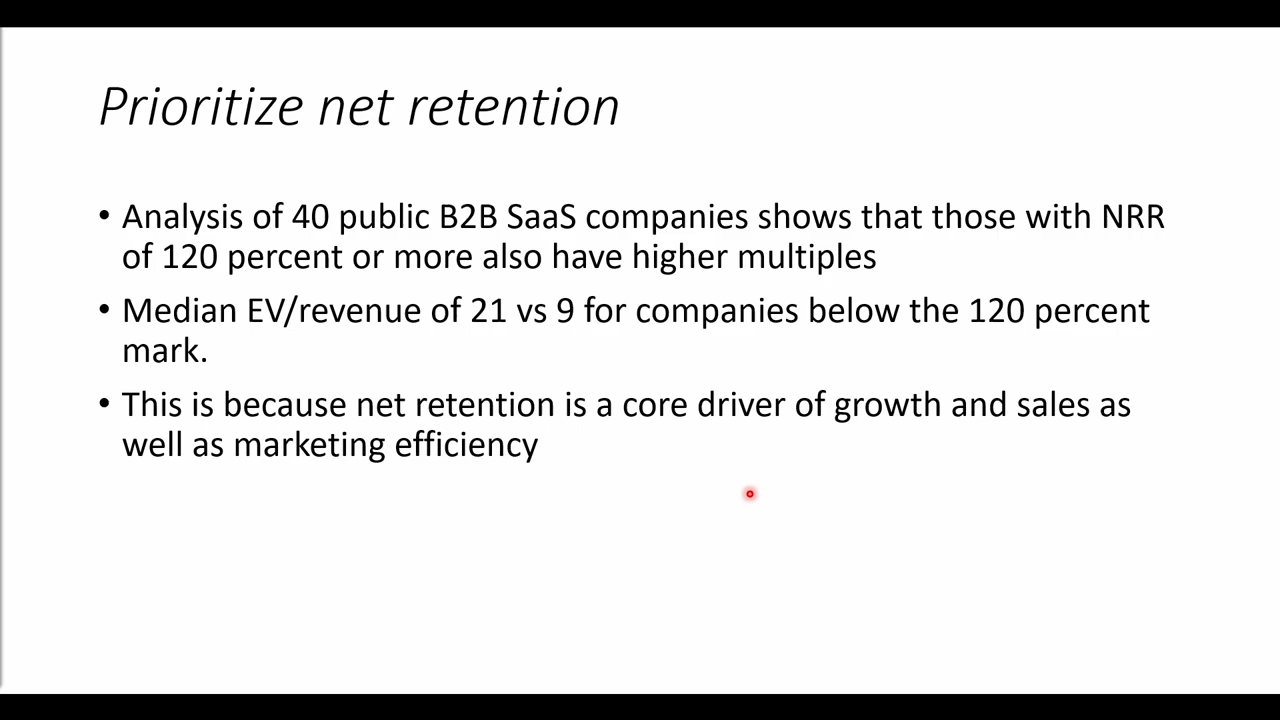 Prioritize net retention
• Analysis of 40 public B2B SaaS companies shows that those with NRR
of 120 percent or more also have higher multiples
• Median EV/revenue of 21 vs 9 for companies below the 120 percent
mark.
• This is because net retention is a core driver of growth and sales as
well as marketing efficiency